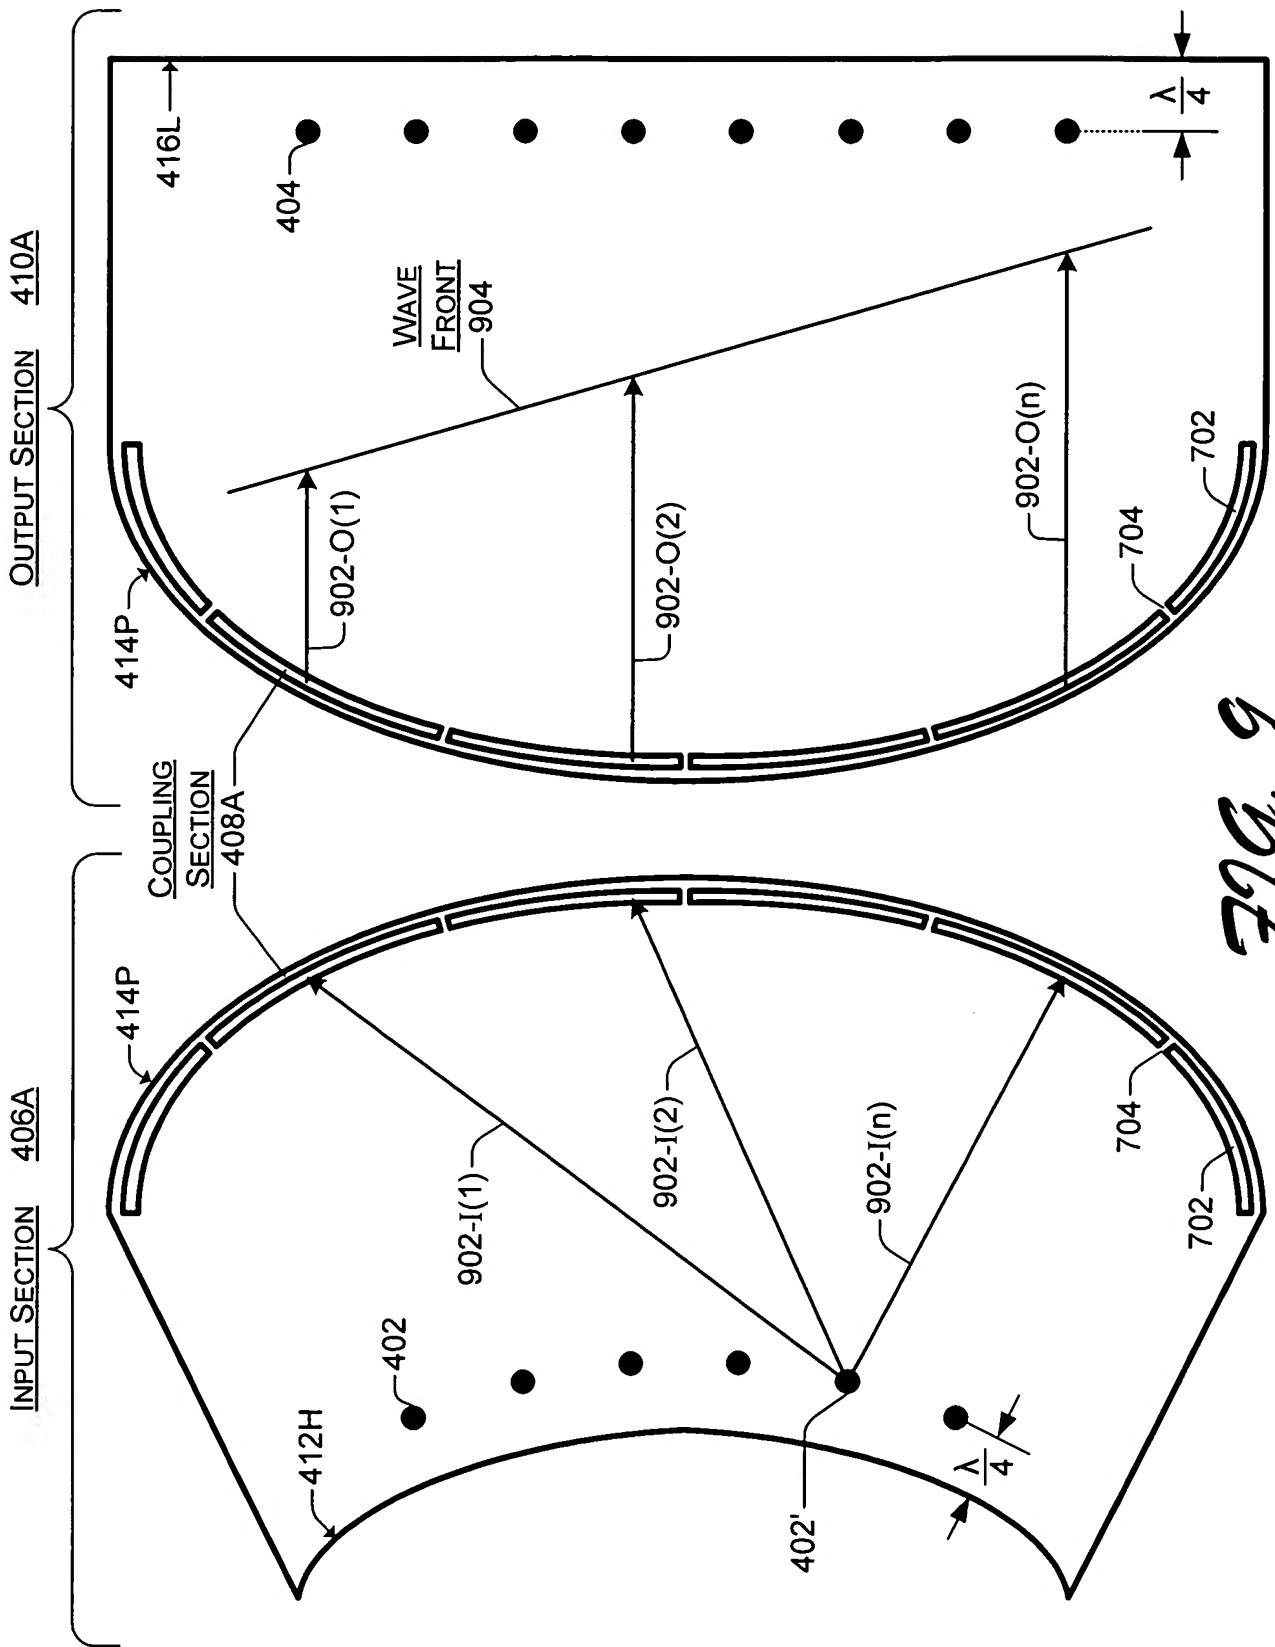 INPUT SECTION 406A
OUTPUT SECTION 410A
414P
COUPLING
SECTION
408A
414P
416L
412H
402
404
902-I(1)
902-I(2)
902-I(n)
902-O(1)
902-O(2)
902-O(n)
WAVE
FRONT
904
402'
λ
4
704
702
704
702
λ
4
FIG. 9